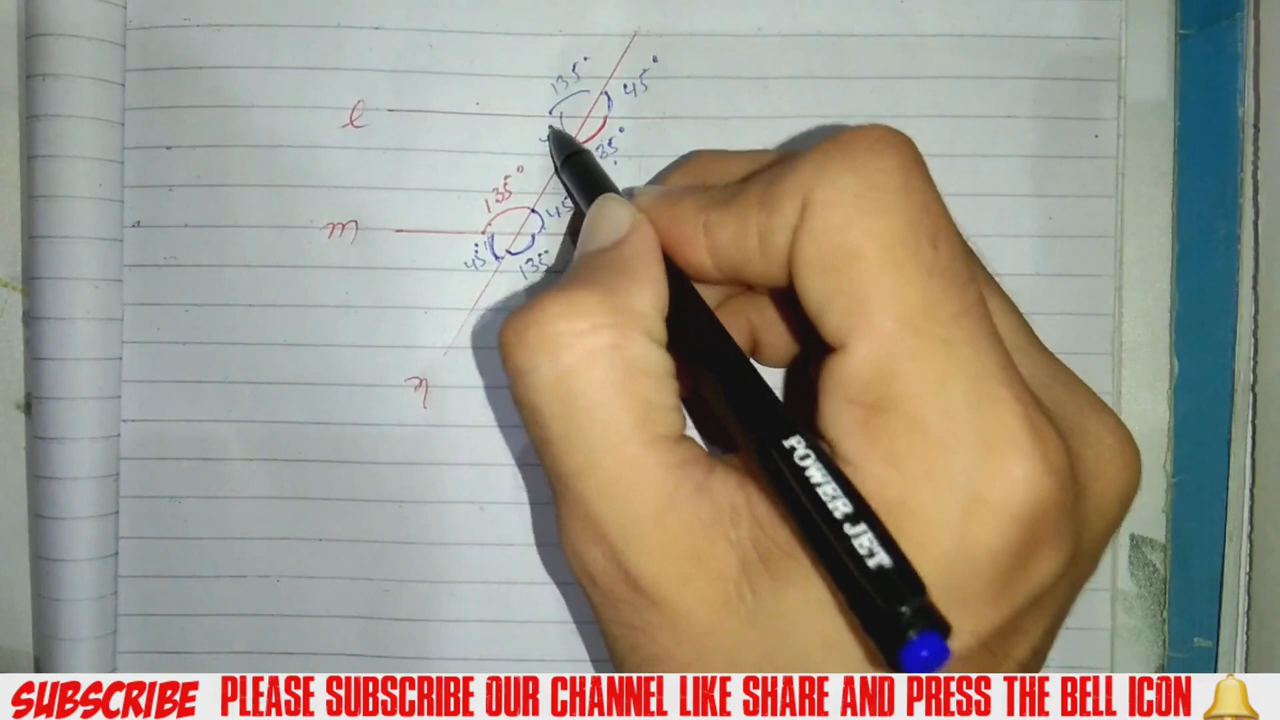 135°
45°
l
35°
135°
45
m
45°
135°
n
POWER JET
SUBSCRIBE PLEASE SUBSCRIBE OUR CHANNEL LIKE SHARE AND PRESS THE BELL ICON